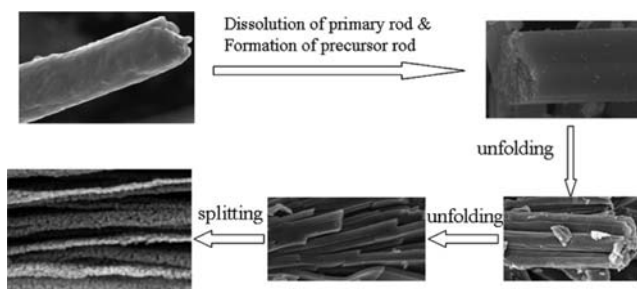 Dissolution of primary rod &
Formation of precursor rod
unfolding
splitting
unfolding